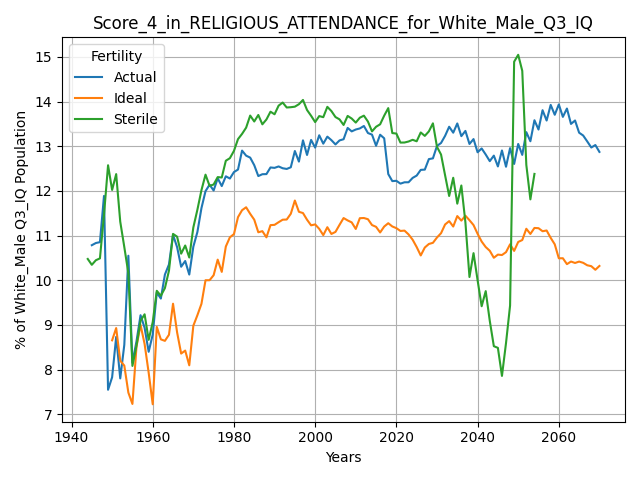 Score_4_in_RELIGIOUS_ATTENDANCE_for_White_Male_Q3_IQ
Fertility
Actual
Ideal
Sterile
% of White_Male Q3_IQ Population
15
14
13
12
11
10
9
8
7
1940 1960 1980 2000 2020 2040 2060
Years